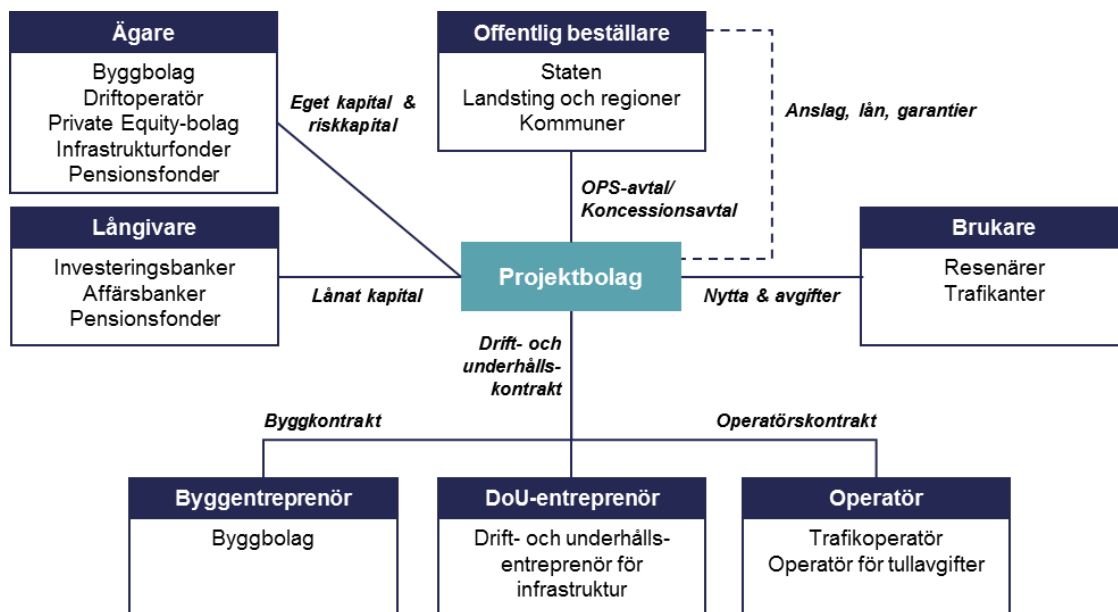 Ägare
Byggbolag
Driftoperatör
Private Equity-bolag
Infrastrukturfonder
Pensionsfonder
Eget kapital &
riskkapital
Offentlig beställare
Staten
Landsting och regioner
Kommuner
Anslag, lån, garantier
OPS-avtal/
Koncessionsavtal
Långivare
Investeringsbanker
Affärsbanker
Pensionsfonder
Lånat kapital
Projektbolag
Nytta & avgifter
Brukare
Resenärer
Trafikanter
Drift- och
underhålls-
kontrakt
Byggkontrakt
Operatörskontrakt
Byggentreprenör
Byggbolag
DoU-entreprenör
Drift- och underhålls-
entreprenör för
infrastruktur
Operatör
Trafikoperatör
Operatör för tullavgifter